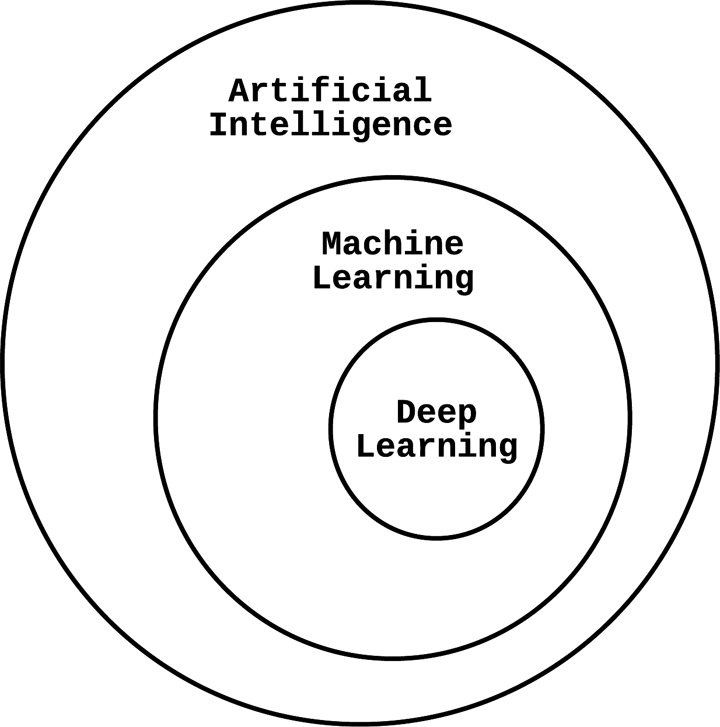 Artificial
Intelligence
Machine
Learning
Deep
Learning